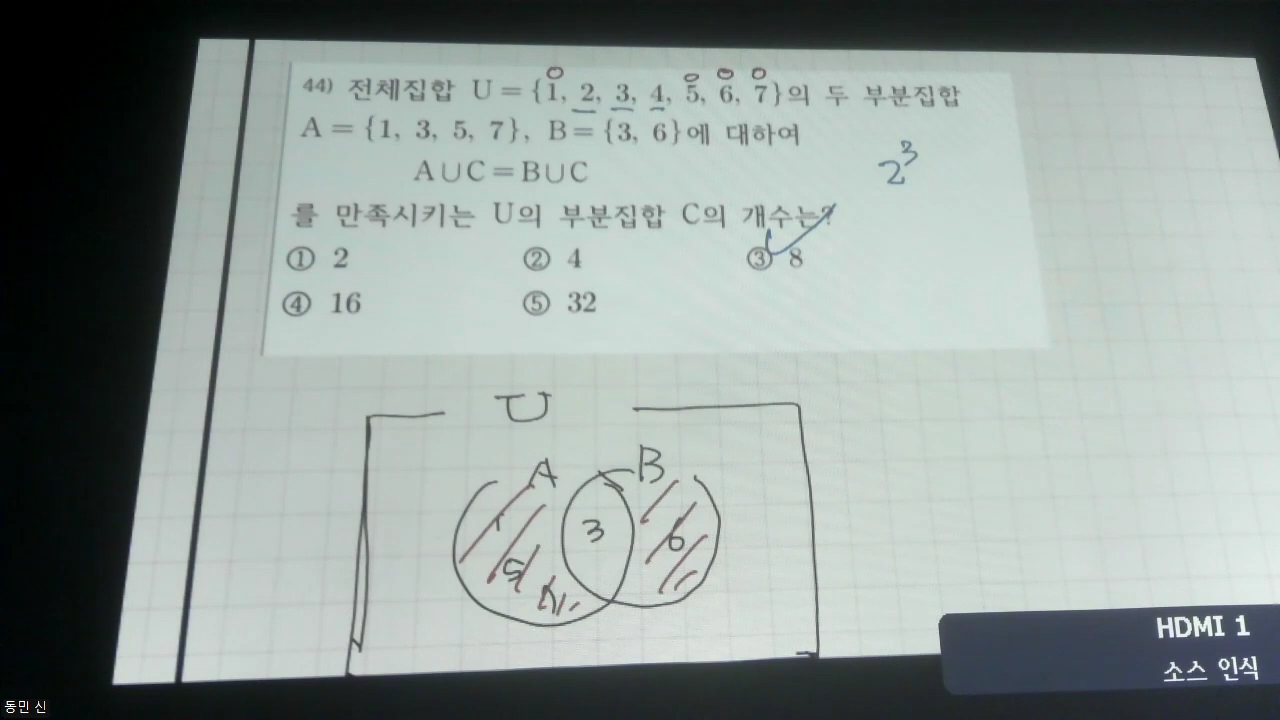 44) 전체집합 U = {1, 2, 3, 4, 5, 6, 7}의 두 부분집합
A = {1, 3, 5, 7}, B = {3, 6}에 대하여
A∪C = B∪C
2³
를 만족시키는 U의 부분집합 C의 개수는?
① 2 ② 4 ③ 8
④ 16 ⑤ 32
U
A B
3 6
5
HDMI 1
소스 인식
동민 신